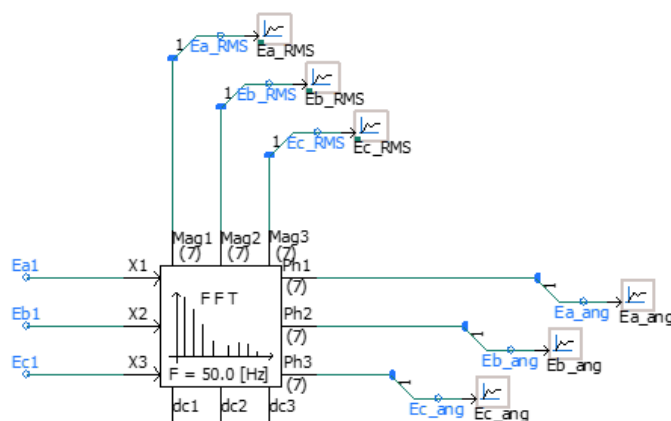 1 Ea_RMS Ea_RMS
1 Eb_RMS Eb_RMS
1 Ec_RMS Ec_RMS
Mag1 Mag2 Mag3
(7) (7) (7)
Ea1 X1 Ph1
(7)
FFT
1 Ea_ang Ea_ang
Eb1 X2 Ph2
(7)
1 Eb_ang Eb_ang
Ec1 X3 Ph3
F = 50.0 [Hz] (7)
1 Ec_ang Ec_ang
dc1 dc2 dc3